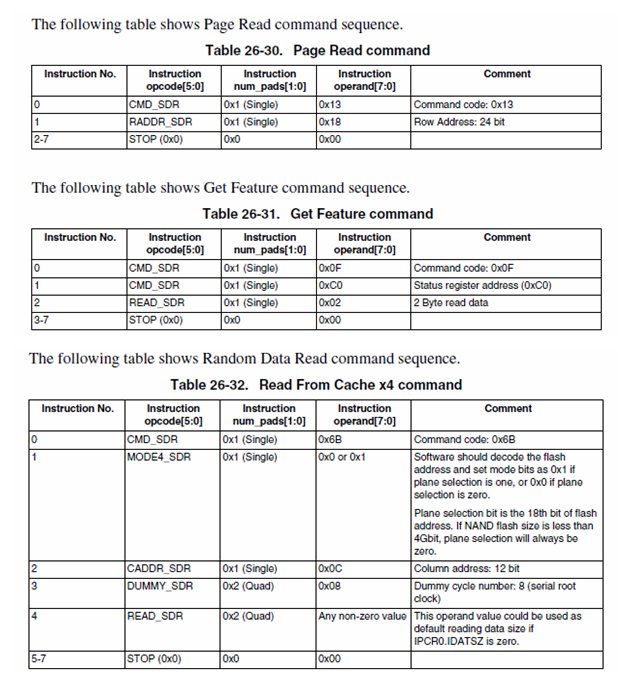 The following table shows Page Read command sequence.
Table 26-30. Page Read command
Instruction No. Instruction opcode[5:0] Instruction num_pads[1:0] Instruction operand[7:0] Comment
0 CMD_SDR 0x1 (Single) 0x13 Command code: 0x13
1 RADDR_SDR 0x1 (Single) 0x18 Row Address: 24 bit
2-7 STOP (0x0) 0x0 0x00
The following table shows Get Feature command sequence.
Table 26-31. Get Feature command
Instruction No. Instruction opcode[5:0] Instruction num_pads[1:0] Instruction operand[7:0] Comment
0 CMD_SDR 0x1 (Single) 0x0F Command code: 0x0F
1 CMD_SDR 0x1 (Single) 0xC0 Status register address (0xC0)
2 READ_SDR 0x1 (Single) 0x02 2 Byte read data
3-7 STOP (0x0) 0x0 0x00
The following table shows Random Data Read command sequence.
Table 26-32. Read From Cache x4 command
Instruction No. Instruction opcode[5:0] Instruction num_pads[1:0] Instruction operand[7:0] Comment
0 CMD_SDR 0x1 (Single) 0x6B Command code: 0x6B
1 MODE4_SDR 0x1 (Single) 0x0 or 0x1 Software should decode the flash
address and set mode bits as 0x1 if
plane selection is one, or 0x0 if plane
selection is zero.
Plane selection bit is the 18th bit of flash
address. If NAND flash size is less than
4Gbit, plane selection will always be
zero.
2 CADDR_SDR 0x1 (Single) 0x0C Column address: 12 bit
3 DUMMY_SDR 0x2 (Quad) 0x08 Dummy cycle number: 8 (serial root
clock)
4 READ_SDR 0x2 (Quad) Any non-zero value This operand value could be used as
default reading data size if
IPCR0.IDATSZ is zero.
5-7 STOP (0x0) 0x0 0x00